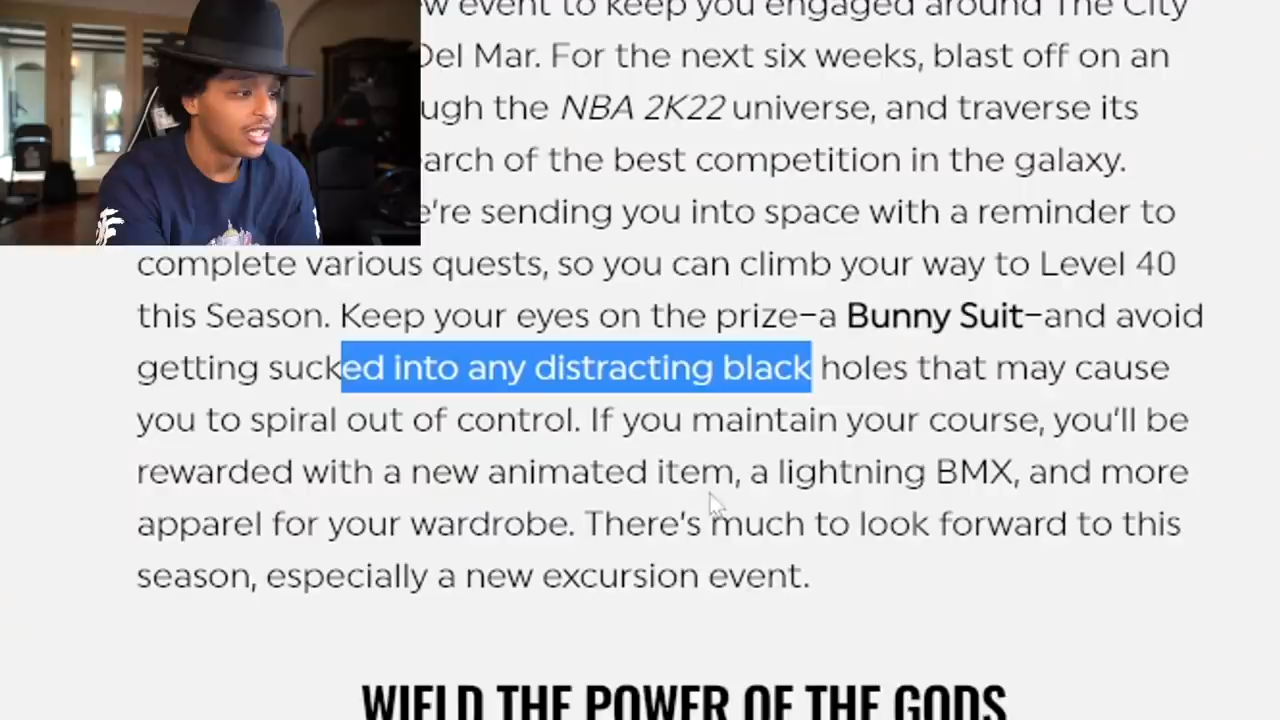 event to keep you engaged around The City
Del Mar. For the next six weeks, blast off on an
the NBA 2K22 universe, and traverse its
of the best competition in the galaxy.
sending you into space with a reminder to
complete various quests, so you can climb your way to Level 40
this Season. Keep your eyes on the prize–a Bunny Suit–and avoid
getting sucked into any distracting black holes that may cause
you to spiral out of control. If you maintain your course, you'll be
rewarded with a new animated item, a lightning BMX, and more
apparel for your wardrobe. There's much to look forward to this
season, especially a new excursion event.
WIELD THE POWER OF THE GODS